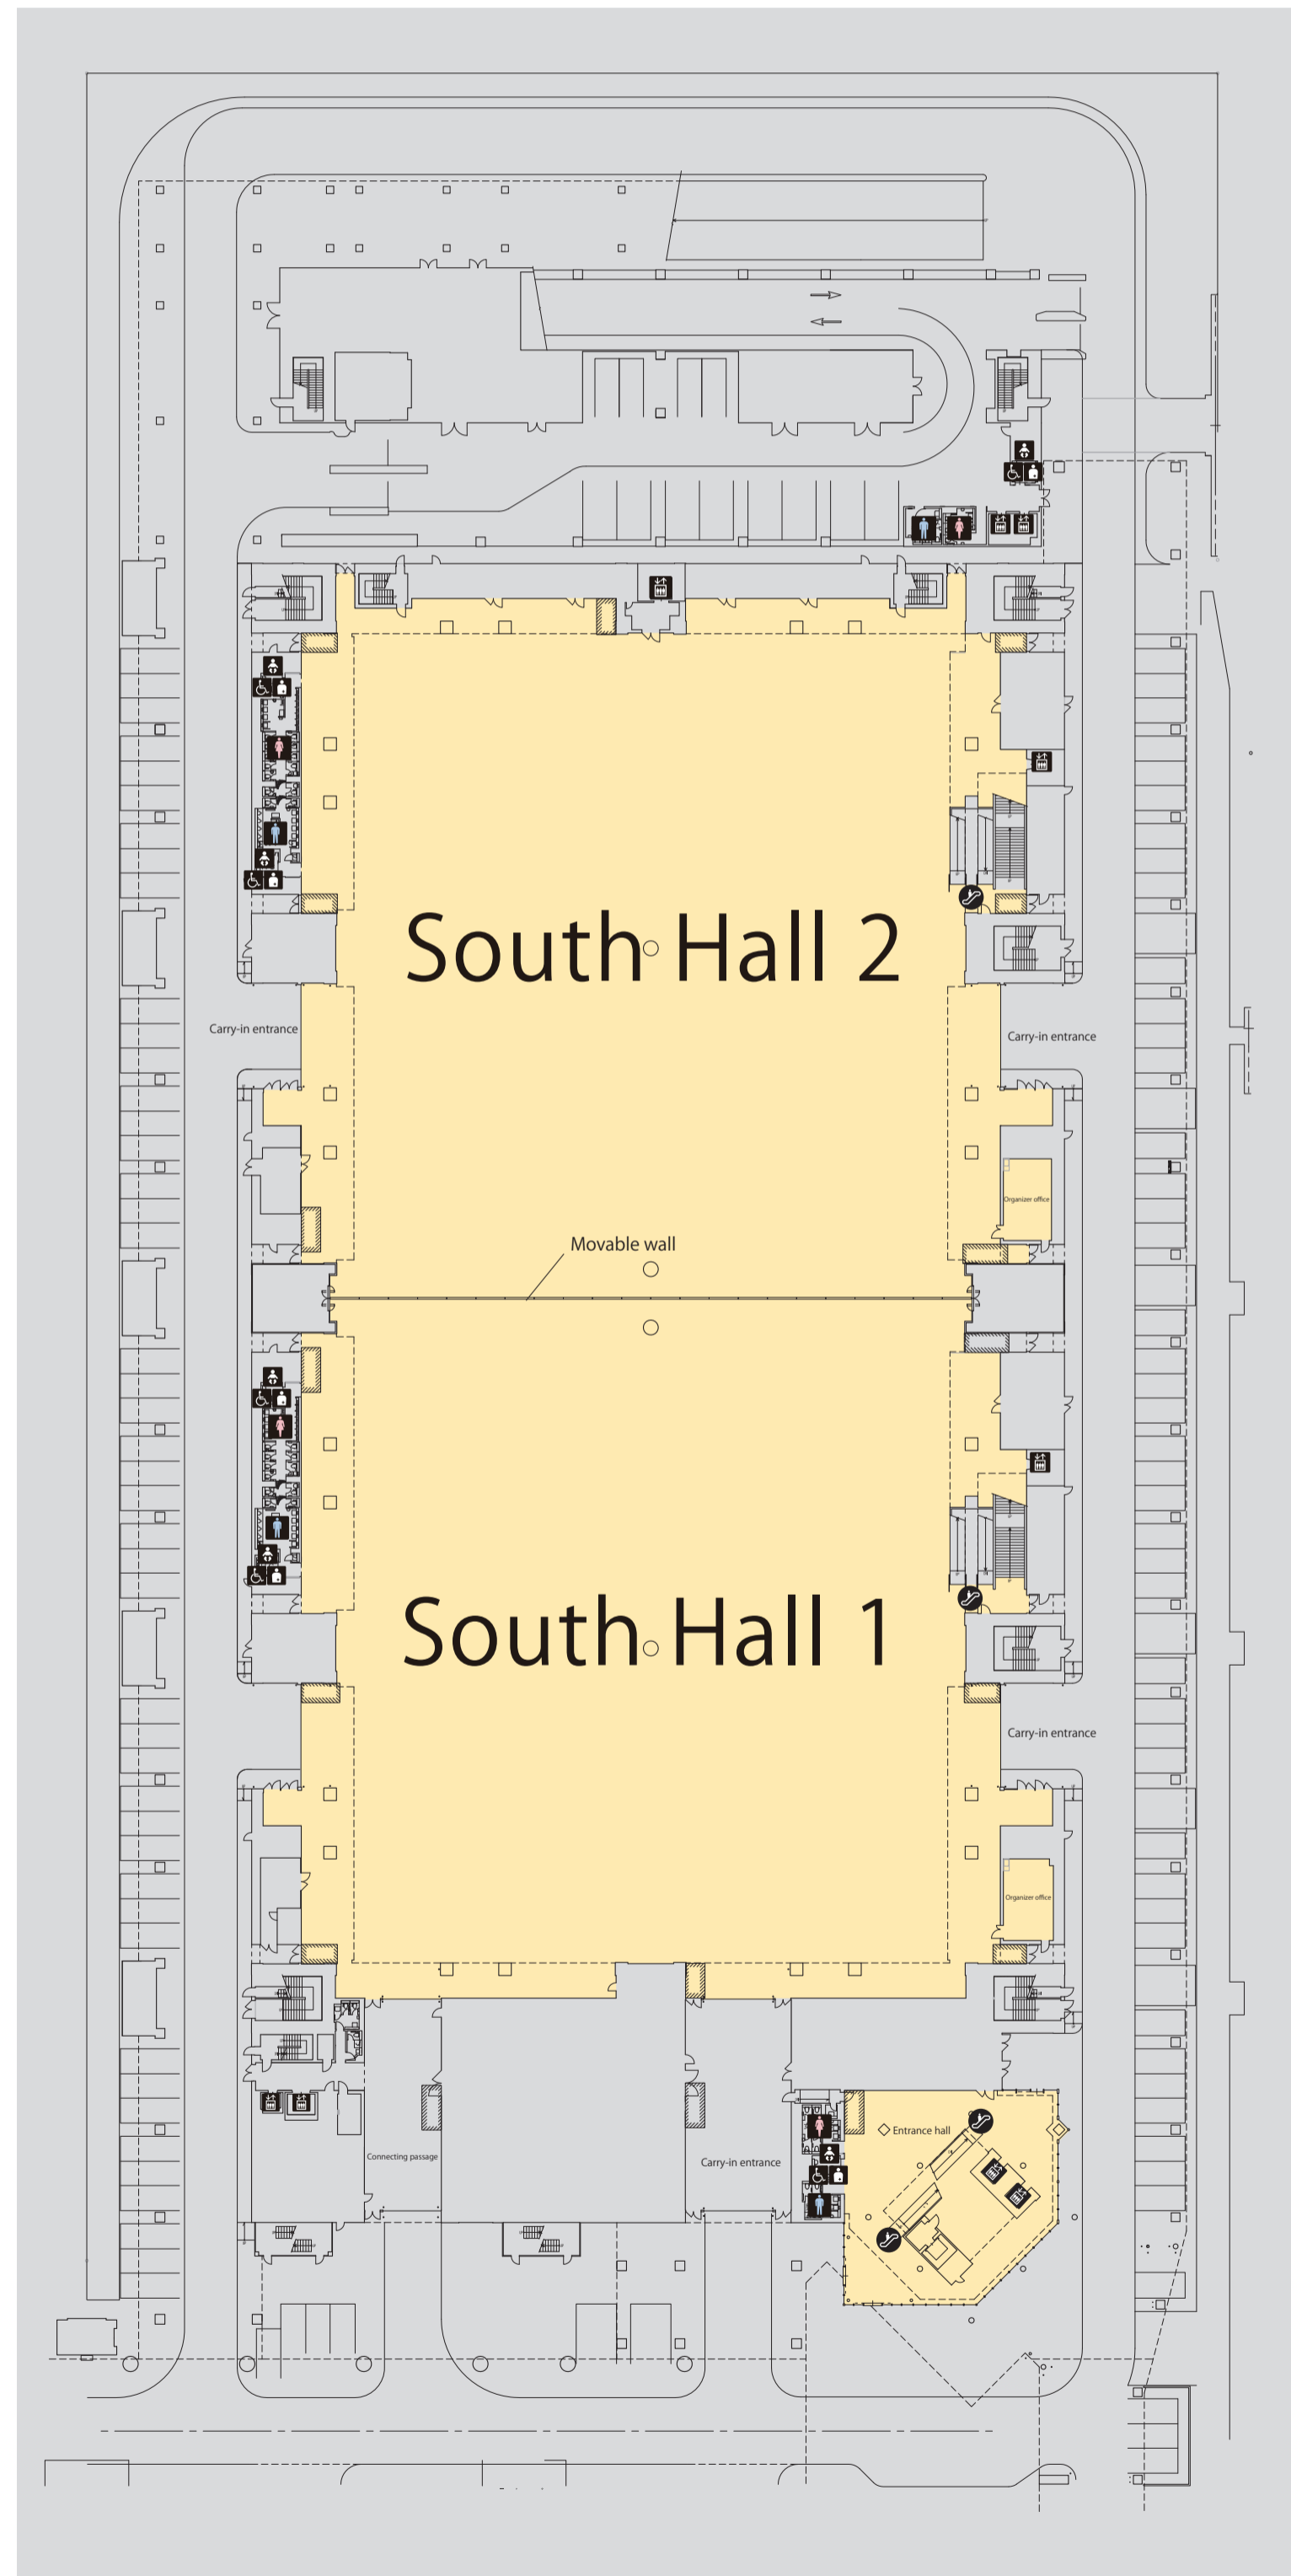 South Hall 2
Carry-in entrance
Carry-in entrance
Organizer office
Movable wall
South Hall 1
Carry-in entrance
Organizer office
Entrance hall
Connecting passage
Carry-in entrance